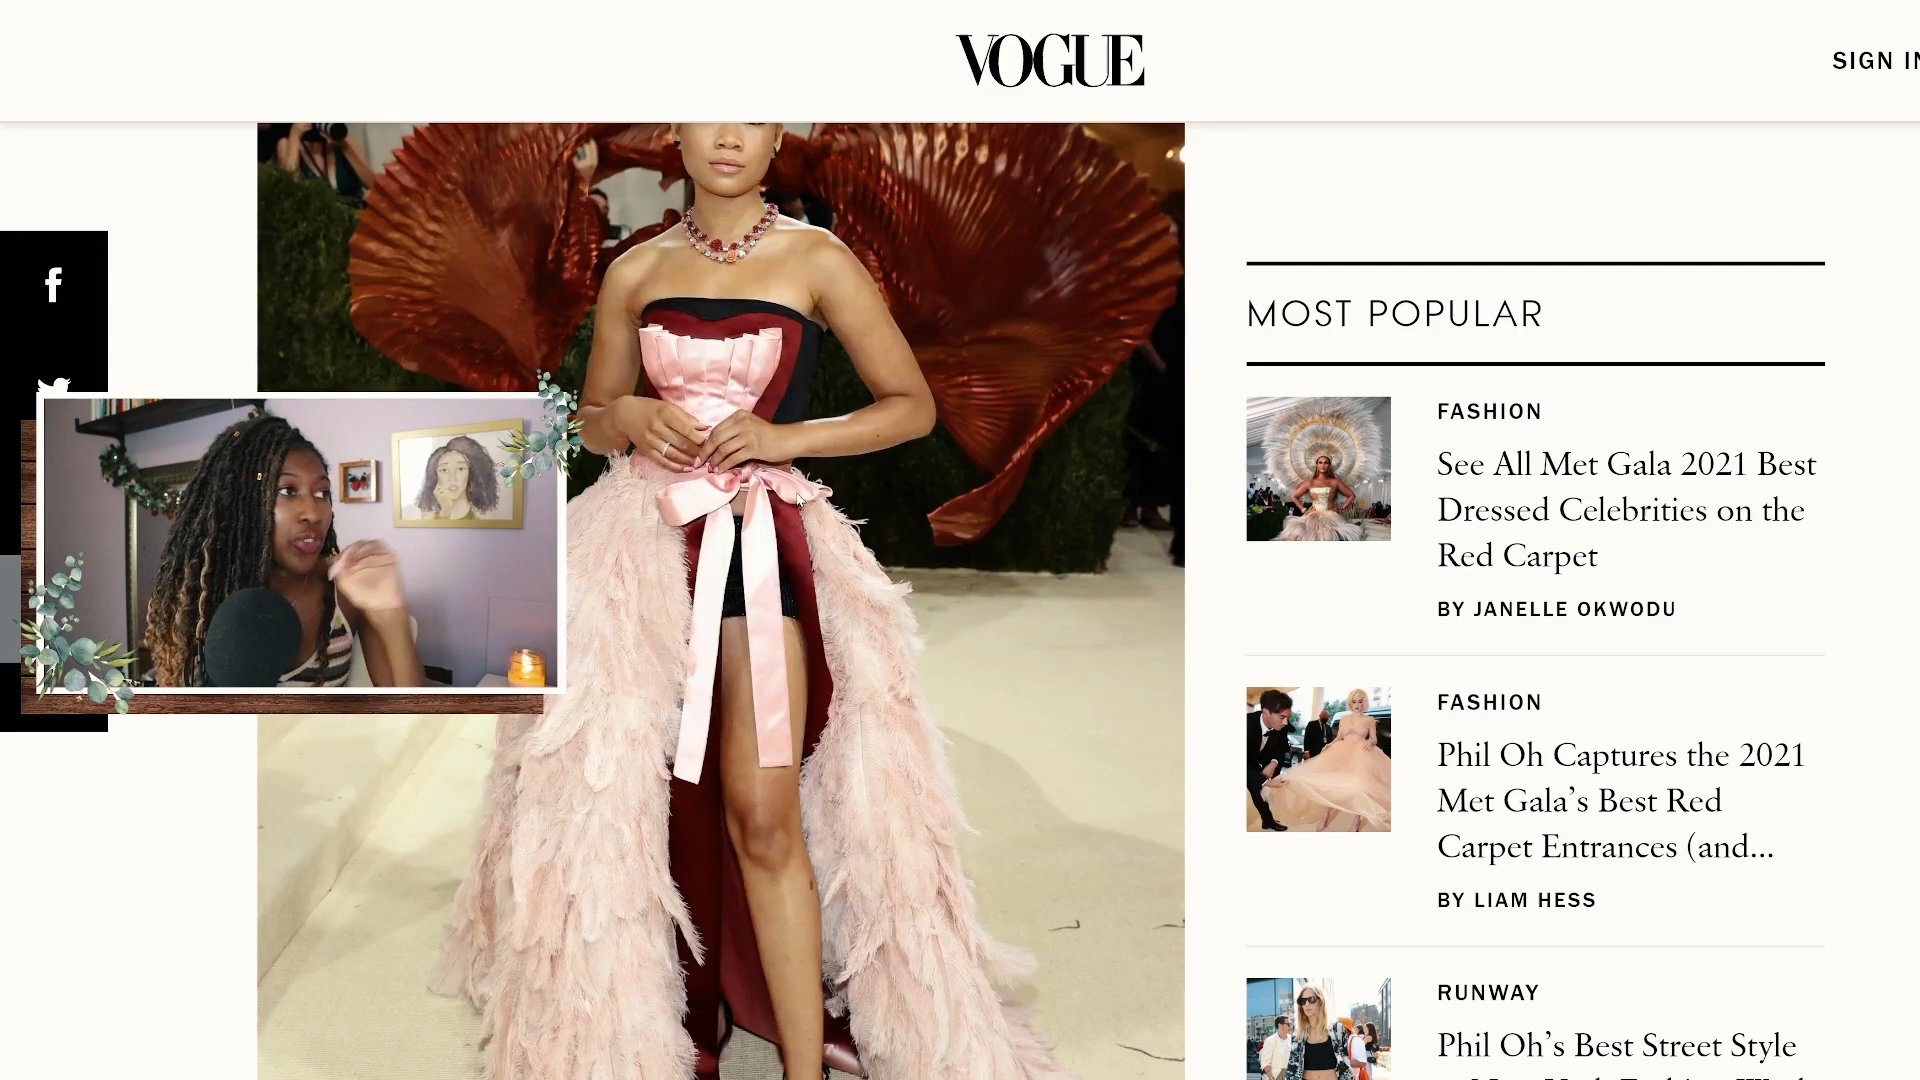 VOGUE
SIGN IN
MOST POPULAR
FASHION
See All Met Gala 2021 Best
Dressed Celebrities on the
Red Carpet
BY JANELLE OKWODU
FASHION
Phil Oh Captures the 2021
Met Gala’s Best Red
Carpet Entrances (and...
BY LIAM HESS
RUNWAY
Phil Oh’s Best Street Style